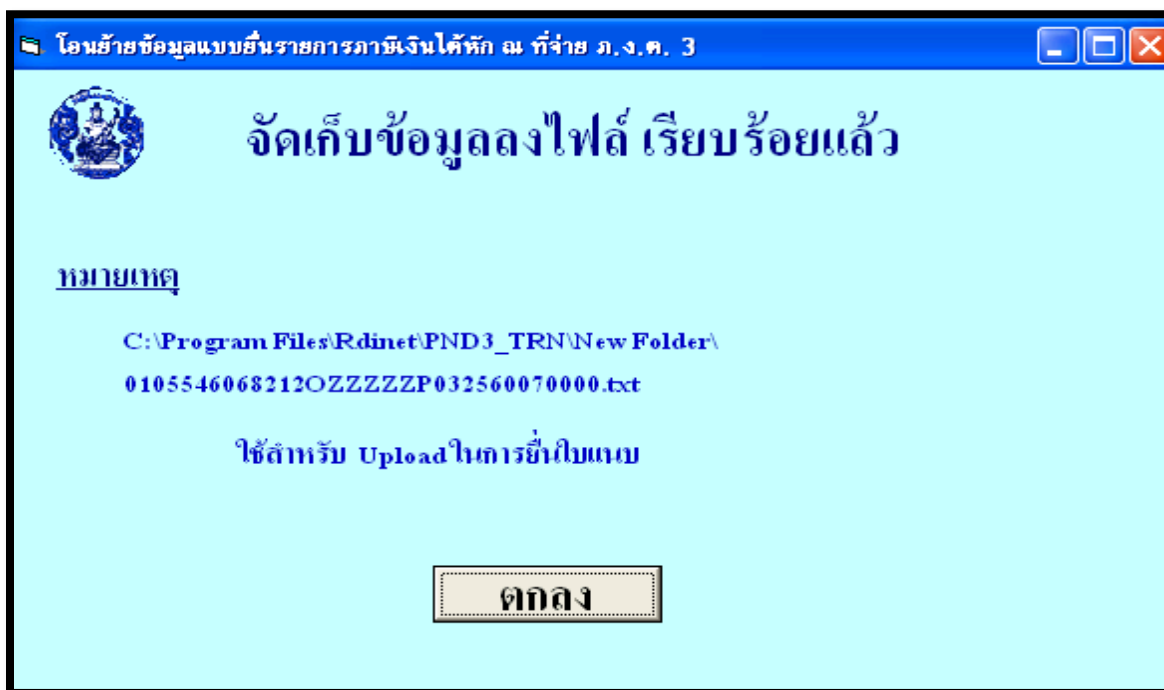 โอนย้ายข้อมูลแบบยื่นรายการภาษีเงินได้หัก ณ ที่จ่าย ภ.ง.ด. 3
จัดเก็บข้อมูลลงไฟล์ เรียบร้อยแล้ว
หมายเหตุ
C:\Program Files\Rdinet\PND3_TRN\New Folder\
0105546068212OZZZZZP032560070000.txt
ใช้สำหรับ Upload ในการยื่นใบแนบ
ตกลง